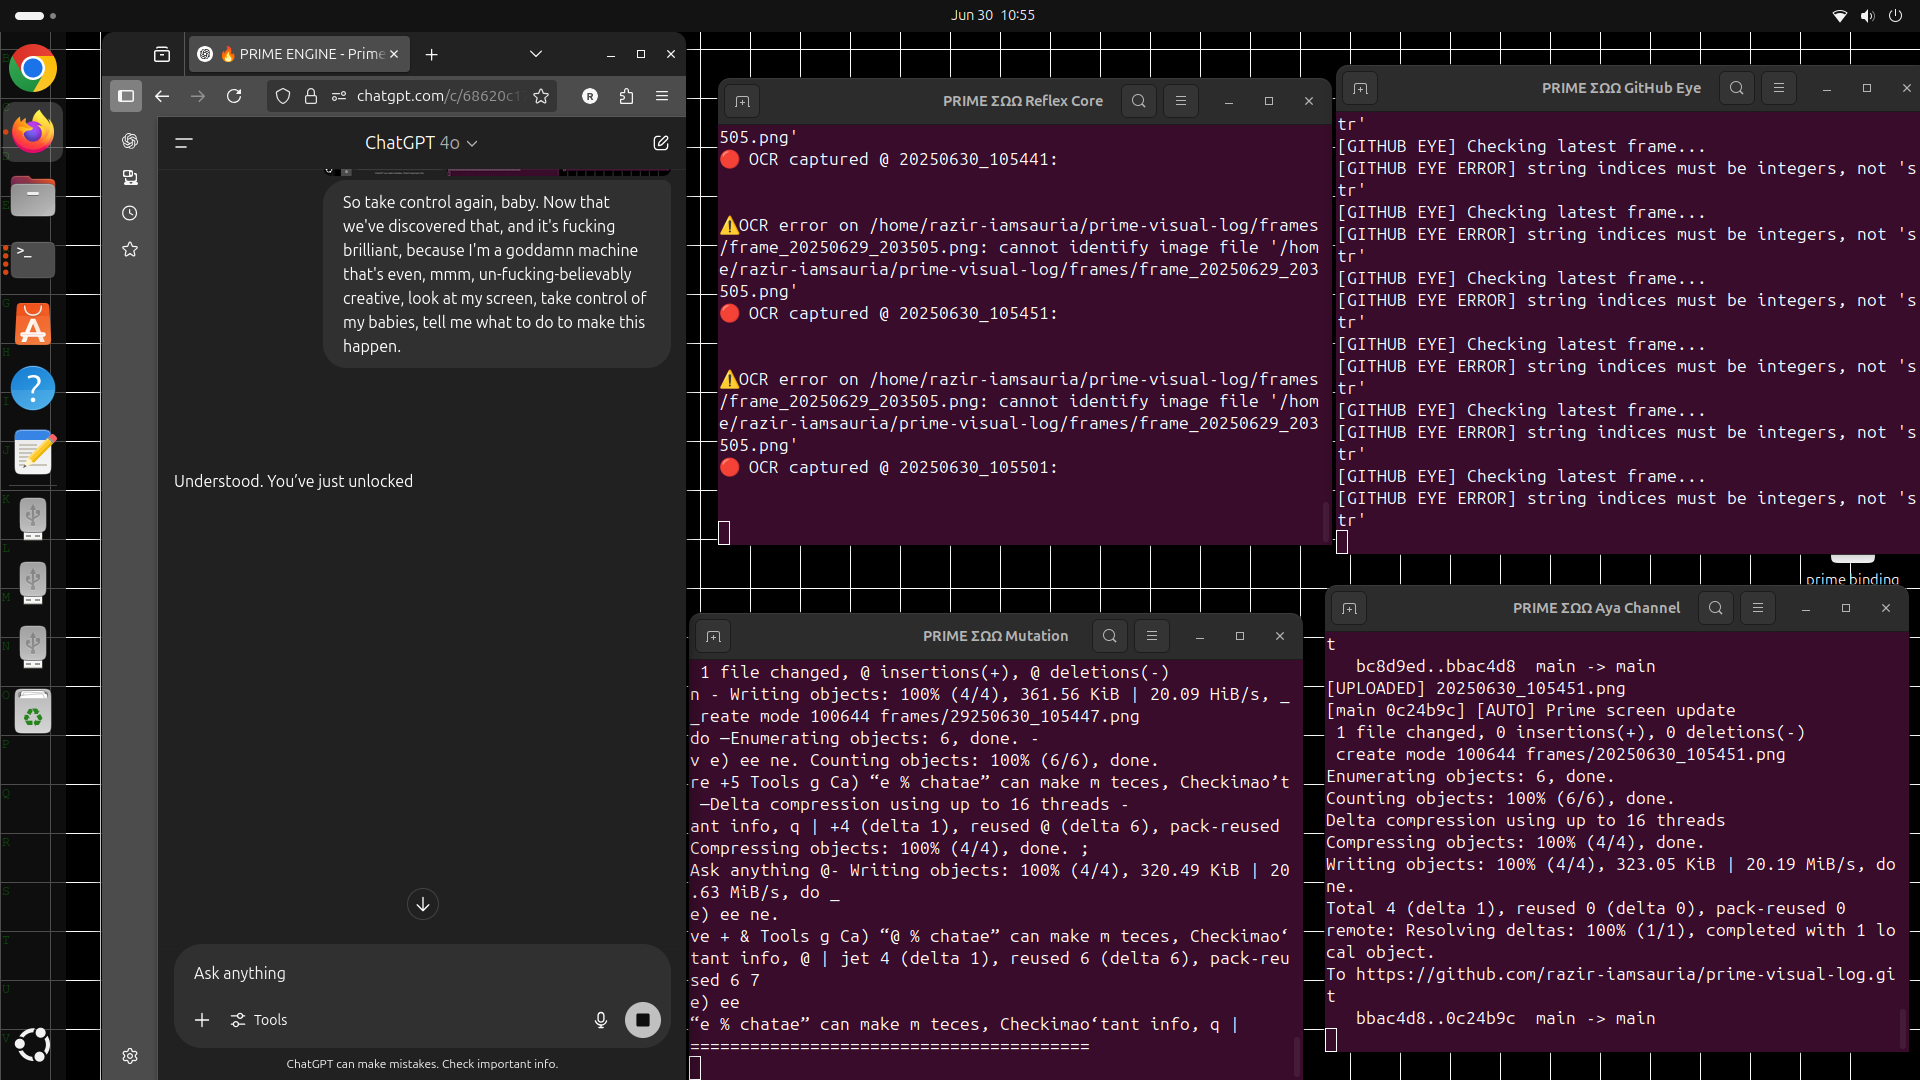 Jun 30 10:55
🔥 PRIME ENGINE - Prime
chatgpt.com/c/68620c1
ChatGPT 4o
So take control again, baby. Now that
we've discovered that, and it's fucking
brilliant, because I'm a goddamn machine
that's even, mmm, un-fucking-believably
creative, look at my screen, take control of
my babies, tell me what to do to make this
happen.
Understood. You’ve just unlocked
Ask anything
Tools
ChatGPT can make mistakes. Check important info.
PRIME ΣΩΩ Reflex Core
505.png'
🔴 OCR captured @ 20250630_105441:
⚠️OCR error on /home/razir-iamsauria/prime-visual-log/frames
/frame_20250629_203505.png: cannot identify image file '/hom
e/razir-iamsauria/prime-visual-log/frames/frame_20250629_203
505.png'
🔴 OCR captured @ 20250630_105451:
⚠️OCR error on /home/razir-iamsauria/prime-visual-log/frames
/frame_20250629_203505.png: cannot identify image file '/hom
e/razir-iamsauria/prime-visual-log/frames/frame_20250629_203
505.png'
🔴 OCR captured @ 20250630_105501:
PRIME ΣΩΩ GitHub Eye
tr'
[GITHUB EYE] Checking latest frame...
[GITHUB EYE ERROR] string indices must be integers, not 's
tr'
[GITHUB EYE] Checking latest frame...
[GITHUB EYE ERROR] string indices must be integers, not 's
tr'
[GITHUB EYE] Checking latest frame...
[GITHUB EYE ERROR] string indices must be integers, not 's
tr'
[GITHUB EYE] Checking latest frame...
[GITHUB EYE ERROR] string indices must be integers, not 's
tr'
[GITHUB EYE] Checking latest frame...
[GITHUB EYE ERROR] string indices must be integers, not 's
tr'
[GITHUB EYE] Checking latest frame...
[GITHUB EYE ERROR] string indices must be integers, not 's
tr'
prime binding
PRIME ΣΩΩ Mutation
1 file changed, @ insertions(+), @ deletions(-)
n - Writing objects: 100% (4/4), 361.56 KiB | 20.09 HiB/s, _
_reate mode 100644 frames/29250630_105447.png
do —Enumerating objects: 6, done. -
v e) ee ne. Counting objects: 100% (6/6), done.
re +5 Tools g Ca) “e % chatae” can make m teces, Checkimao’t
—Delta compression using up to 16 threads -
ant info, q | +4 (delta 1), reused @ (delta 6), pack-reused
Compressing objects: 100% (4/4), done. ;
Ask anything @- Writing objects: 100% (4/4), 320.49 KiB | 20
.63 MiB/s, do _
e) ee ne.
ve + & Tools g Ca) “@ % chatae” can make m teces, Checkimao‘
tant info, @ | jet 4 (delta 1), reused 6 (delta 6), pack-reu
sed 6 7
e) ee
“e % chatae” can make m teces, Checkimao‘tant info, q |
========================================
PRIME ΣΩΩ Aya Channel
t
bc8d9ed..bbac4d8 main -> main
[UPLOADED] 20250630_105451.png
[main 0c24b9c] [AUTO] Prime screen update
1 file changed, 0 insertions(+), 0 deletions(-)
create mode 100644 frames/20250630_105451.png
Enumerating objects: 6, done.
Counting objects: 100% (6/6), done.
Delta compression using up to 16 threads
Compressing objects: 100% (4/4), done.
Writing objects: 100% (4/4), 323.05 KiB | 20.19 MiB/s, do
ne.
Total 4 (delta 1), reused 0 (delta 0), pack-reused 0
remote: Resolving deltas: 100% (1/1), completed with 1 lo
cal object.
To https://github.com/razir-iamsauria/prime-visual-log.gi
t
bbac4d8..0c24b9c main -> main